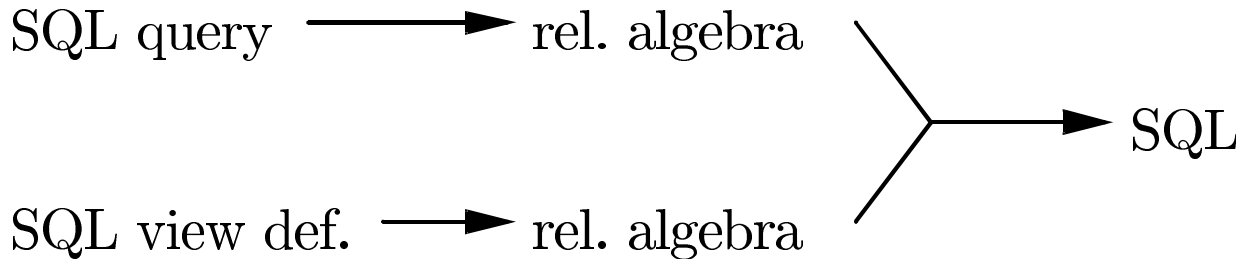 SQL query rel. algebra
SQL
SQL view def. rel. algebra